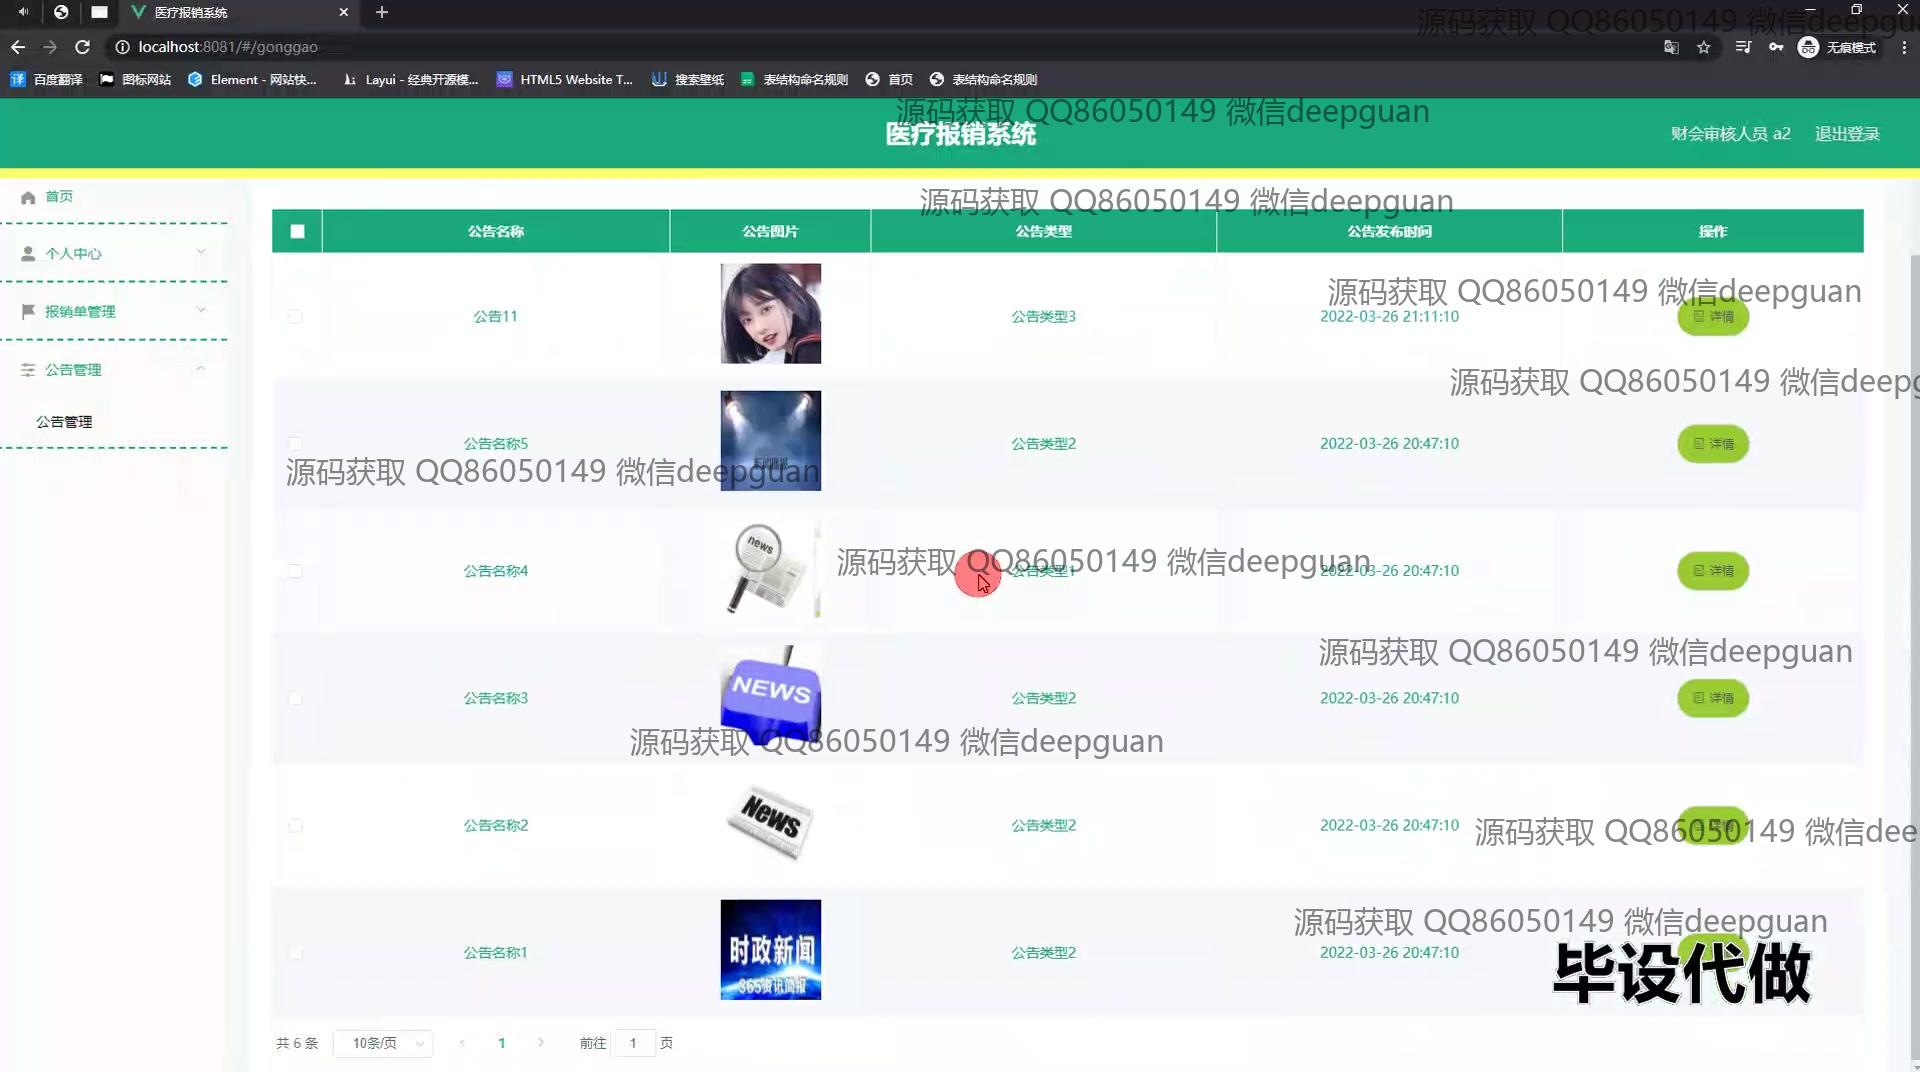 医疗报销系统
源码获取 QQ86050149 微信deepgu
localhost:8081/#/gonggao
无痕模式
百度翻译 图标网站 Element - 网站快... Layui - 经典开源模... HTML5 Website T... 搜索壁纸 表结构命名规则 首页 表结构命名规则
源码获取 QQ86050149 微信deepguan
医疗报销系统
财会审核人员 a2 退出登录
首页
源码获取 QQ86050149 微信deepguan
公告名称 公告图片 公告类型 公告发布时间 操作
个人中心
源码获取 QQ86050149 微信deepguan
报销单管理
公告11 公告类型3 2022-03-26 21:11:10 详情
公告管理
源码获取 QQ86050149 微信deep
公告管理
公告名称5 公告类型2 2022-03-26 20:47:10 详情
源码获取 QQ86050149 微信deepguan
news
源码获取 QQ86050149 微信deepguan
公告名称4 公告类型1 2022-03-26 20:47:10 详情
源码获取 QQ86050149 微信deepguan
NEWS
公告名称3 公告类型2 2022-03-26 20:47:10 详情
源码获取 QQ86050149 微信deepguan
News
公告名称2 公告类型2 2022-03-26 20:47:10
源码获取 QQ86050149 微信dee
源码获取 QQ86050149 微信deepguan
时政新闻
公告名称1 公告类型2 2022-03-26 20:47:10
365资讯简报
毕设代做
共 6 条 10条/页 1 前往 1 页